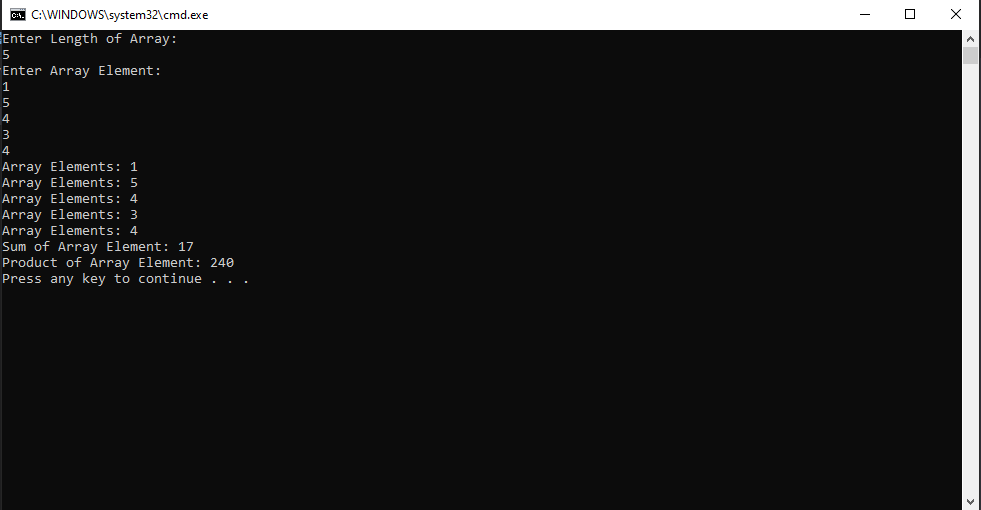 C:\WINDOWS\system32\cmd.exe
Enter Length of Array:
5
Enter Array Element:
1
5
4
3
4
Array Elements: 1
Array Elements: 5
Array Elements: 4
Array Elements: 3
Array Elements: 4
Sum of Array Element: 17
Product of Array Element: 240
Press any key to continue . . .